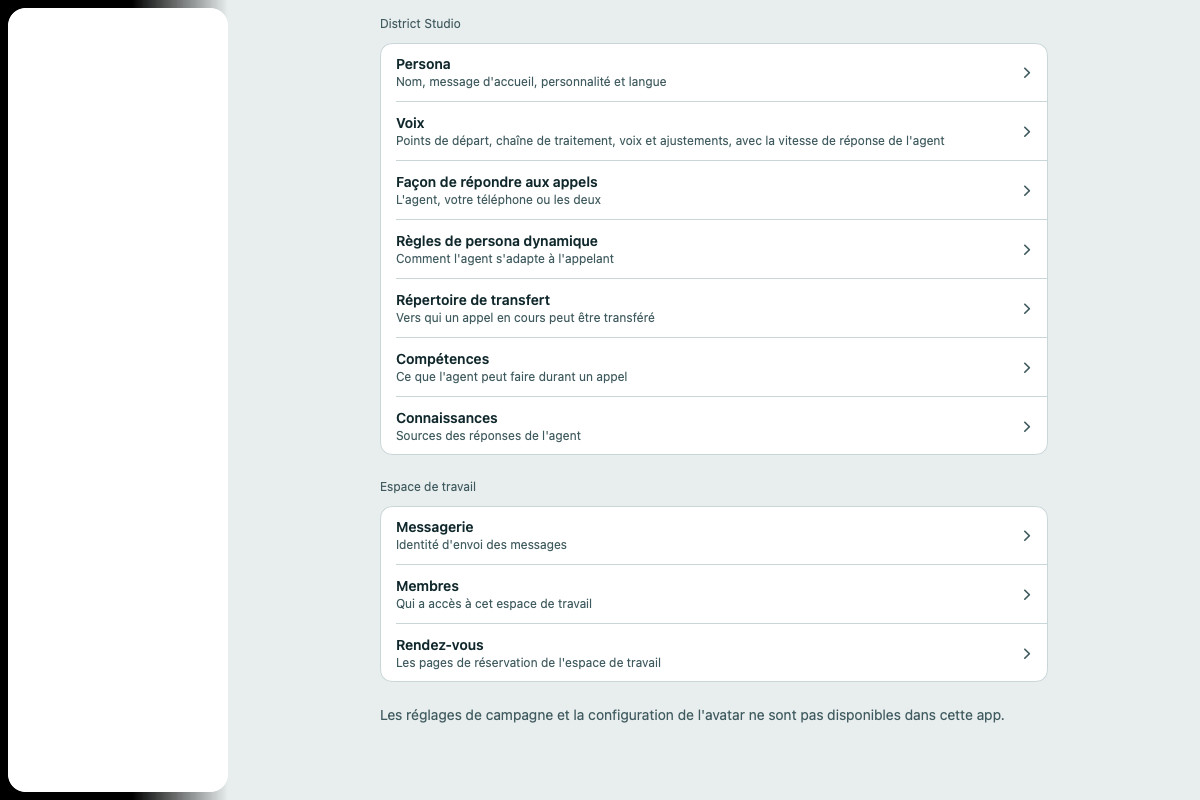 District Studio
Persona
Nom, message d'accueil, personnalité et langue
Voix
Points de départ, chaîne de traitement, voix et ajustements, avec la vitesse de réponse de l'agent
Façon de répondre aux appels
L'agent, votre téléphone ou les deux
Règles de persona dynamique
Comment l'agent s'adapte à l'appelant
Répertoire de transfert
Vers qui un appel en cours peut être transféré
Compétences
Ce que l'agent peut faire durant un appel
Connaissances
Sources des réponses de l'agent
Espace de travail
Messagerie
Identité d'envoi des messages
Membres
Qui a accès à cet espace de travail
Rendez-vous
Les pages de réservation de l'espace de travail
Les réglages de campagne et la configuration de l'avatar ne sont pas disponibles dans cette app.